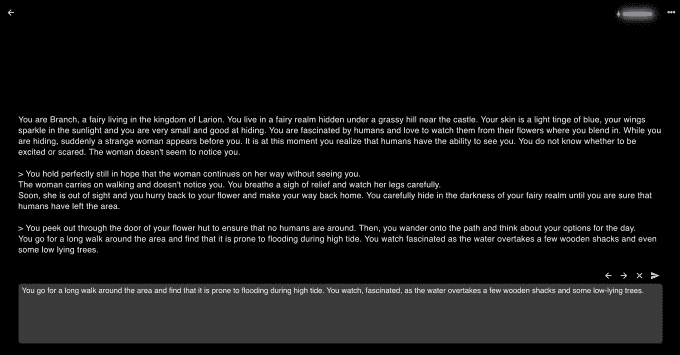 You are Branch, a fairy living in the kingdom of Larion. You live in a fairy realm hidden under a grassy hill near the castle. Your skin is a light tinge of blue, your wings
sparkle in the sunlight and you are very small and good at hiding. You are fascinated by humans and love to watch them from their flowers where you blend in. While you
are hiding, suddenly a strange woman appears before you. It is at this moment you realize that humans have the ability to see you. You do not know whether to be
excited or scared. The woman doesn't seem to notice you.
> You hold perfectly still in hope that the woman continues on her way without seeing you.
The woman carries on walking and doesn't notice you. You breathe a sigh of relief and watch her legs carefully.
Soon, she is out of sight and you hurry back to your flower and make your way back home. You carefully hide in the darkness of your fairy realm until you are sure that
humans have left the area.
> You peek out through the door of your flower hut to ensure that no humans are around. Then, you wander onto the path and think about your options for the day.
You go for a long walk around the area and find that it is prone to flooding during high tide. You watch fascinated as the water overtakes a few wooden shacks and even
some low lying trees.
You go for a long walk around the area and find that it is prone to flooding during high tide. You watch, fascinated, as the water overtakes a few wooden shacks and some low-lying trees.